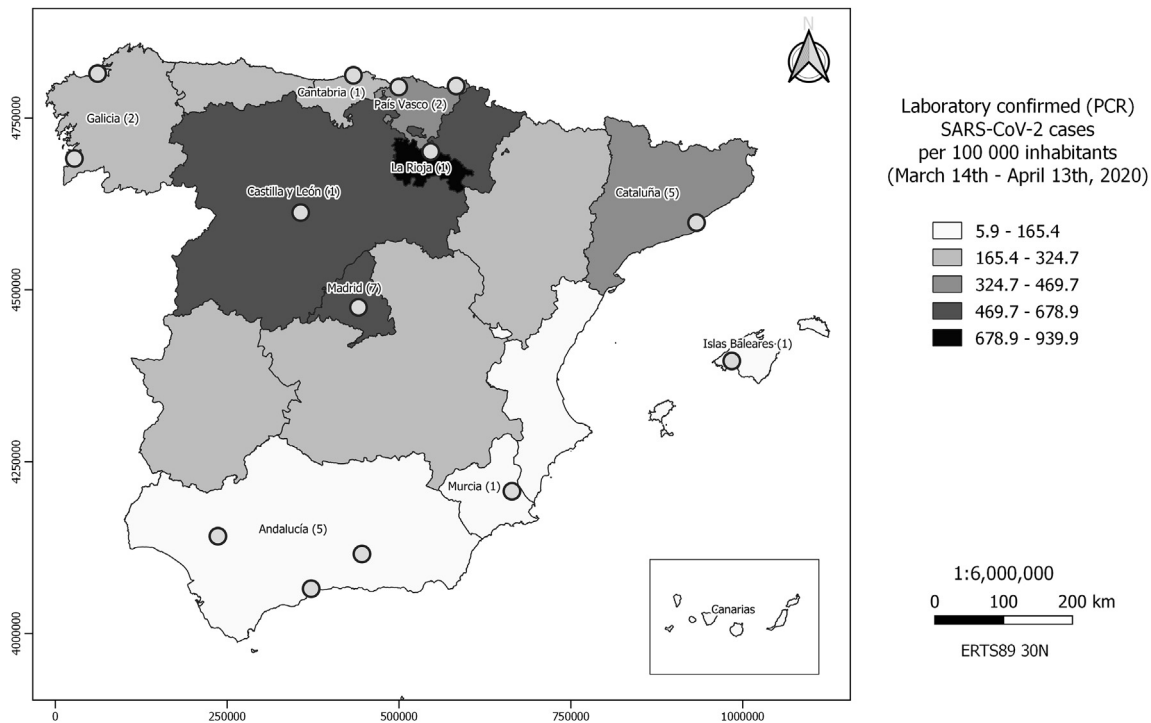 N
Laboratory confirmed (PCR)
SARS-CoV-2 cases
per 100 000 inhabitants
(March 14th - April 13th, 2020)
5.9 - 165.4
165.4 - 324.7
324.7 - 469.7
469.7 - 678.9
678.9 - 939.9
Galicia (2)
Cantabria (1)
País Vasco (2)
La Rioja (1)
Castilla y León (1)
Cataluña (5)
Madrid (7)
Islas Baleares (1)
Murcia (1)
Andalucía (5)
Canarias
4750000
4500000
4250000
4000000
0
250000
500000
750000
1000000
1:6,000,000
0 100 200 km
ERTS89 30N